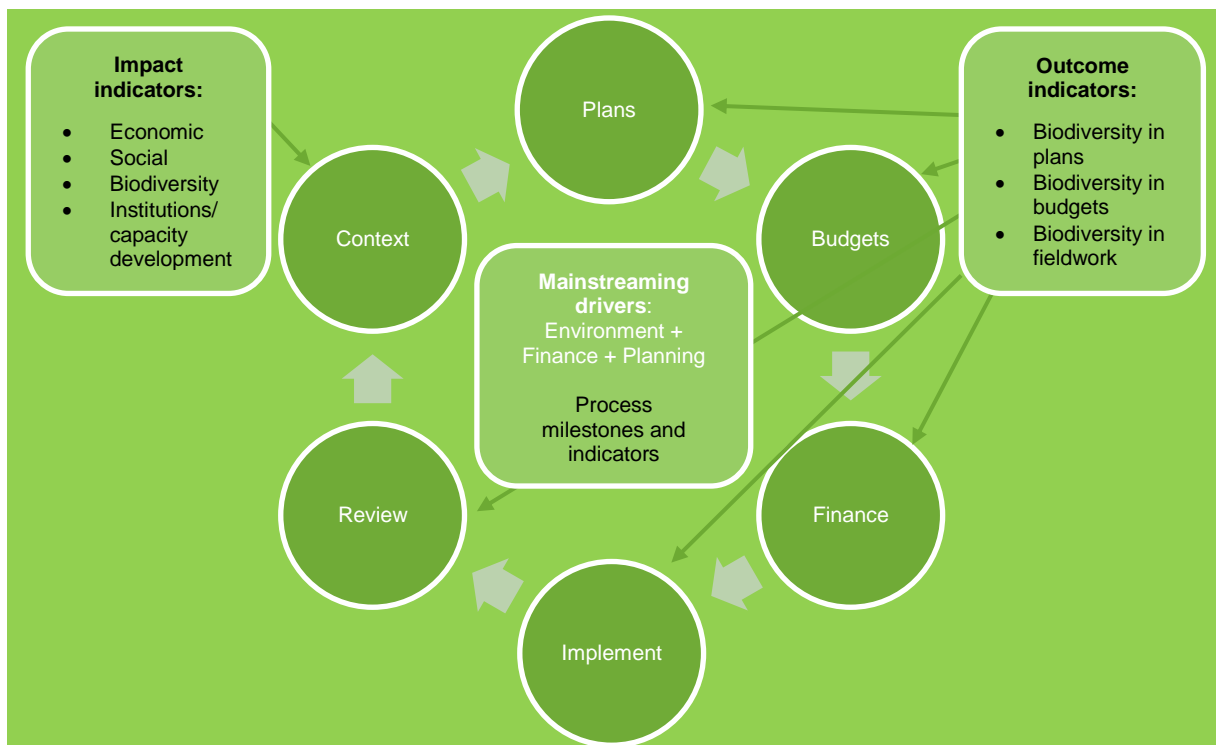 Impact
indicators:
• Economic
• Social
• Biodiversity
• Institutions/
capacity
development
Plans
Outcome
indicators:
• Biodiversity in
plans
• Biodiversity in
budgets
• Biodiversity in
fieldwork
Context
Budgets
Mainstreaming
drivers:
Environment +
Finance + Planning
Process
milestones and
indicators
Review
Finance
Implement